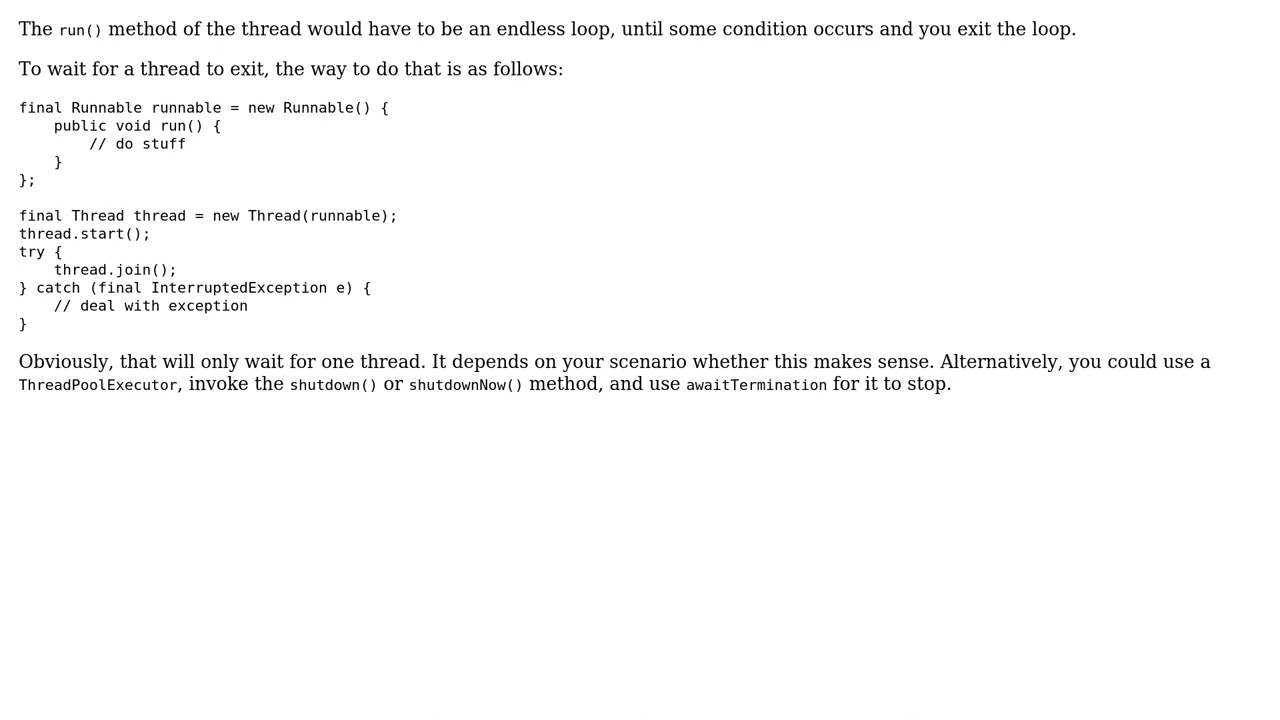 The run() method of the thread would have to be an endless loop, until some condition occurs and you exit the loop.
To wait for a thread to exit, the way to do that is as follows:
final Runnable runnable = new Runnable() {
    public void run() {
        // do stuff
    }
};
final Thread thread = new Thread(runnable);
thread.start();
try {
    thread.join();
} catch (final InterruptedException e) {
    // deal with exception
}
Obviously, that will only wait for one thread. It depends on your scenario whether this makes sense. Alternatively, you could use a
ThreadPoolExecutor, invoke the shutdown() or shutdownNow() method, and use awaitTermination for it to stop.